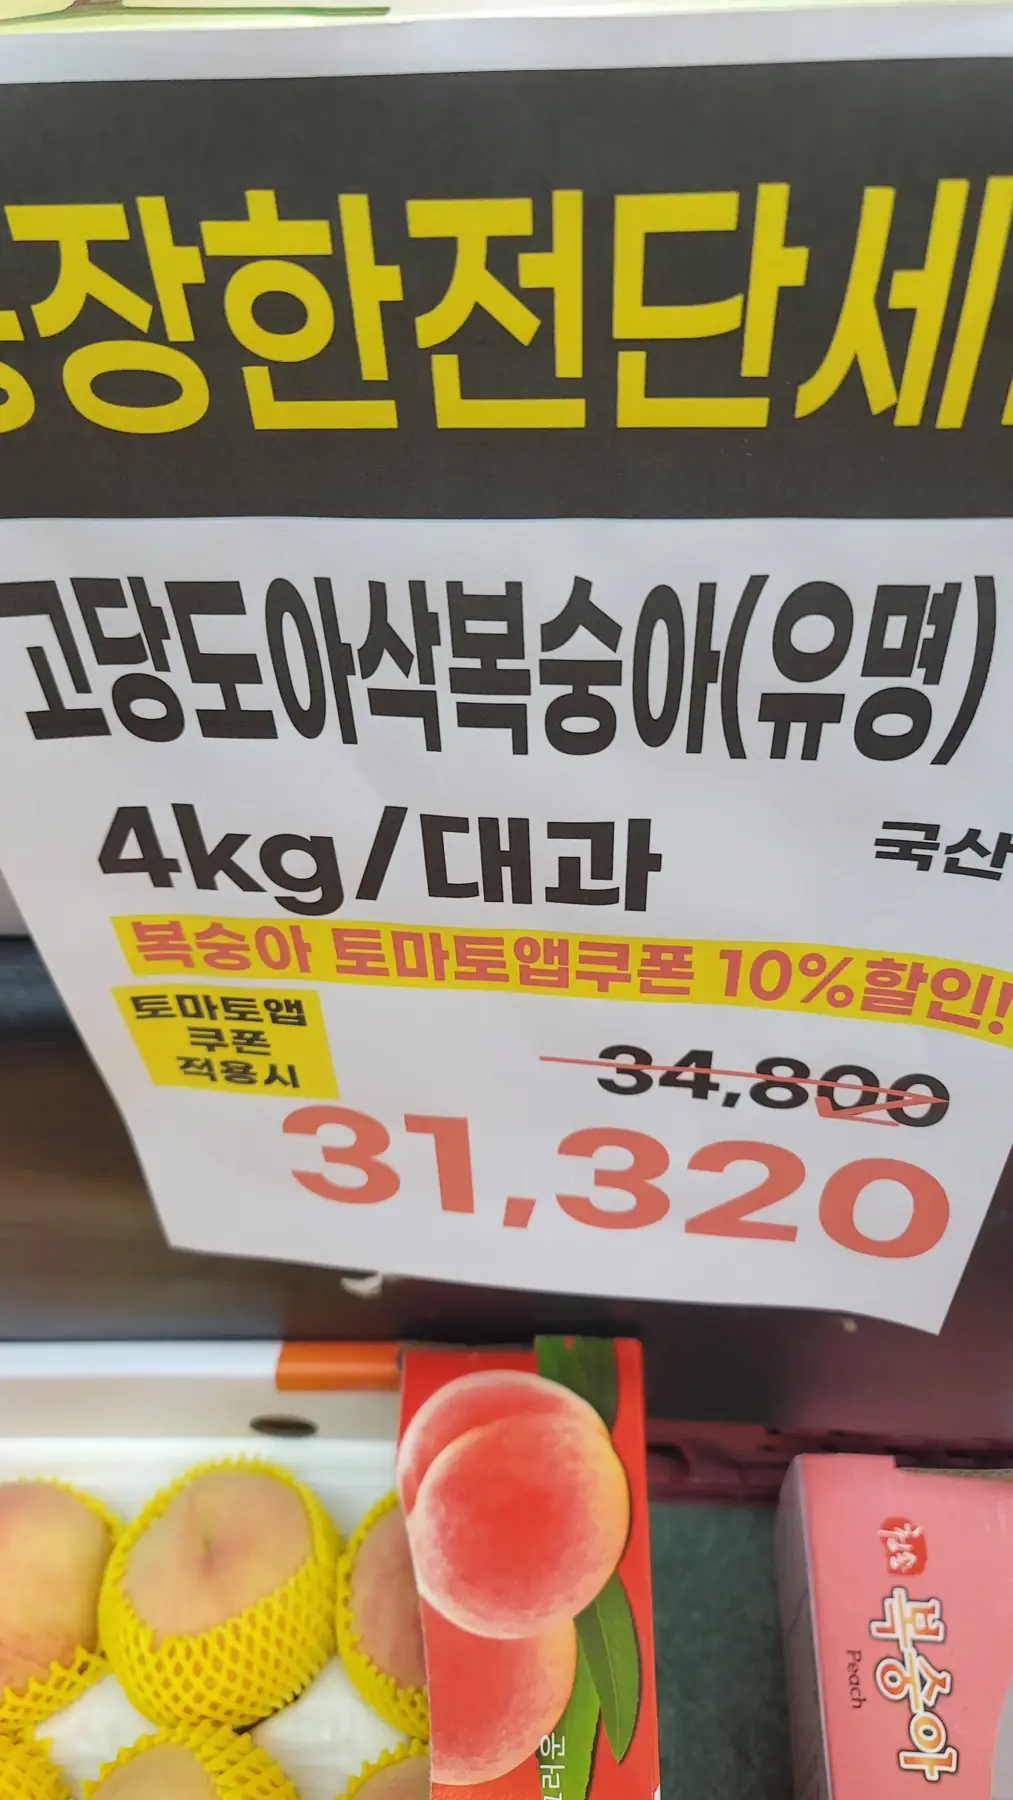 장한전단세
고당도아삭복숭아(유명)
4kg/대과
국산
복숭아 토마토앱쿠폰 10%할인!
토마토앱
쿠폰
적용시
34,800
31,320
복숭아
Peach